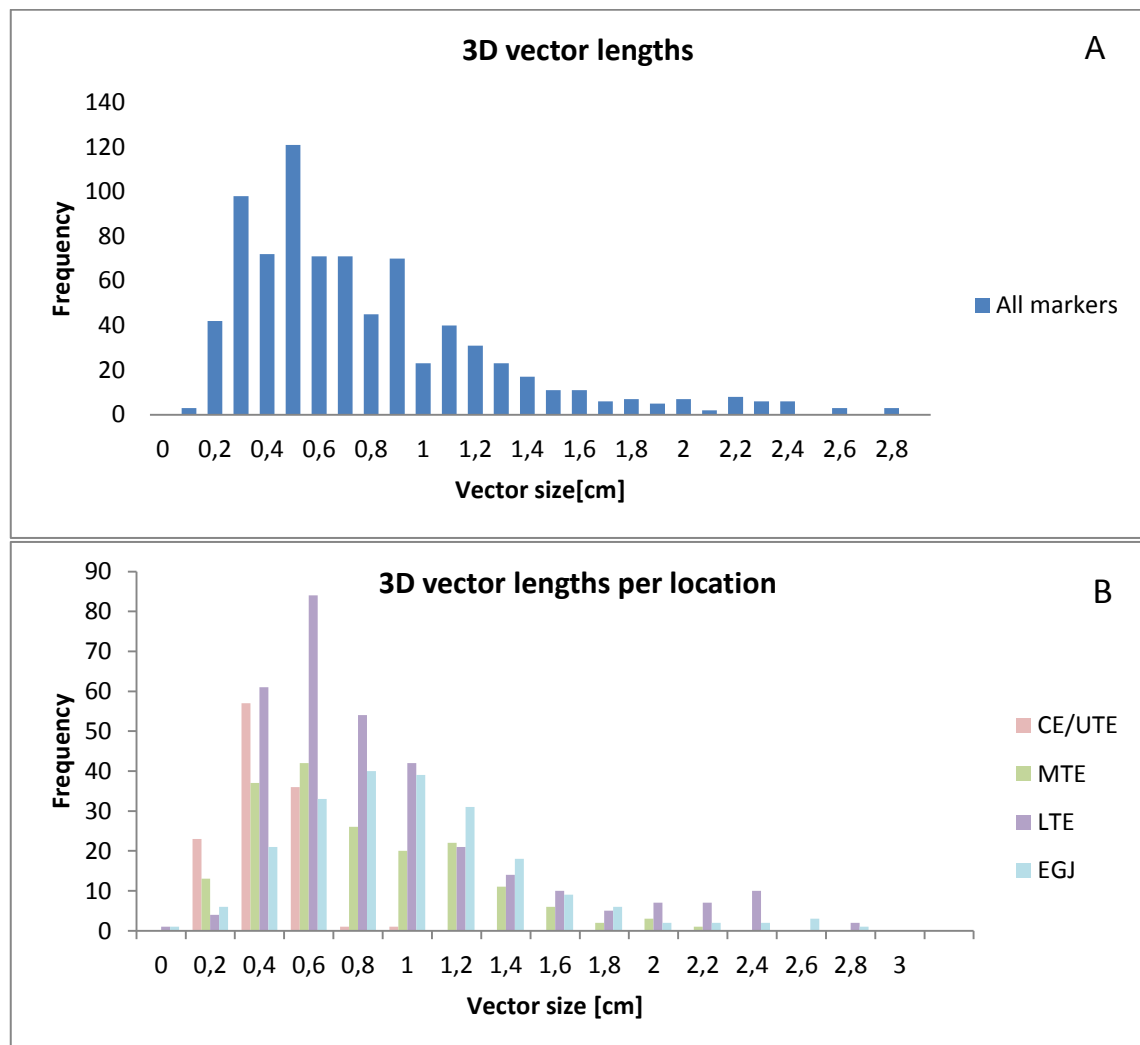 3D vector lengths
A
140
120
100
80
60
40
20
0
Frequency
All markers
0 0,2 0,4 0,6 0,8 1 1,2 1,4 1,6 1,8 2 2,2 2,4 2,6 2,8
Vector size[cm]
3D vector lengths per location
B
90
80
70
60
50
40
30
20
10
0
Frequency
CE/UTE
MTE
LTE
EGJ
0 0,2 0,4 0,6 0,8 1 1,2 1,4 1,6 1,8 2 2,2 2,4 2,6 2,8 3
Vector size [cm]